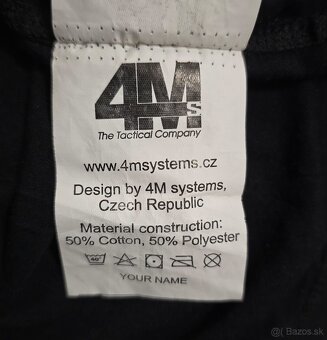 4Ms
The Tactical Company
www.4msystems.cz
Design by 4M systems,
Czech Republic
Material construction:
50% Cotton, 50% Polyester
40°
YOUR NAME
Bazos.sk